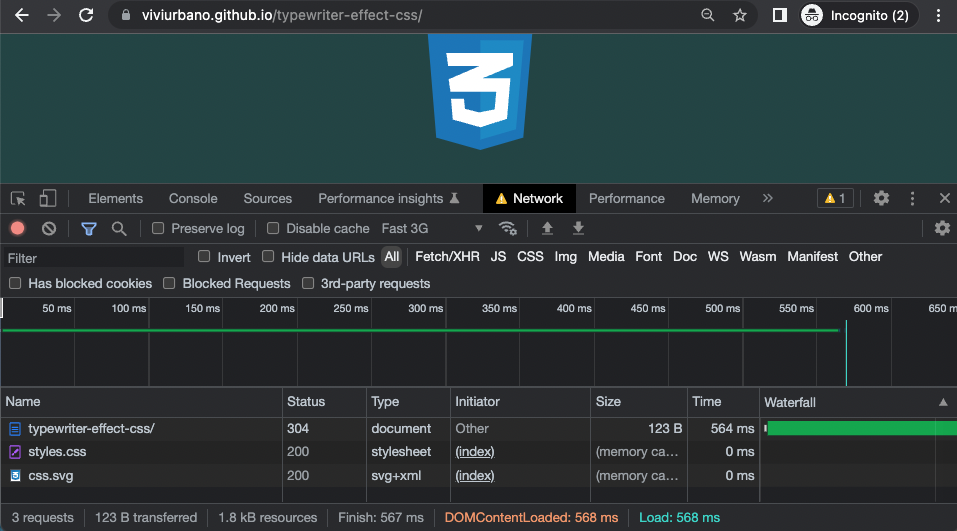 viviurbano.github.io/typewriter-effect-css/
Incognito (2)
Elements Console Sources Performance insights Network Performance Memory 1
Preserve log Disable cache Fast 3G
Filter Invert Hide data URLs All Fetch/XHR JS CSS Img Media Font Doc WS Wasm Manifest Other
Has blocked cookies Blocked Requests 3rd-party requests
50 ms 100 ms 150 ms 200 ms 250 ms 300 ms 350 ms 400 ms 450 ms 500 ms 550 ms 600 ms 650 m
Name Status Type Initiator Size Time Waterfall
typewriter-effect-css/ 304 document Other 123 B 564 ms
styles.css 200 stylesheet (index) (memory ca... 0 ms
css.svg 200 svg+xml (index) (memory ca... 0 ms
3 requests 123 B transferred 1.8 kB resources Finish: 567 ms DOMContentLoaded: 568 ms Load: 568 ms